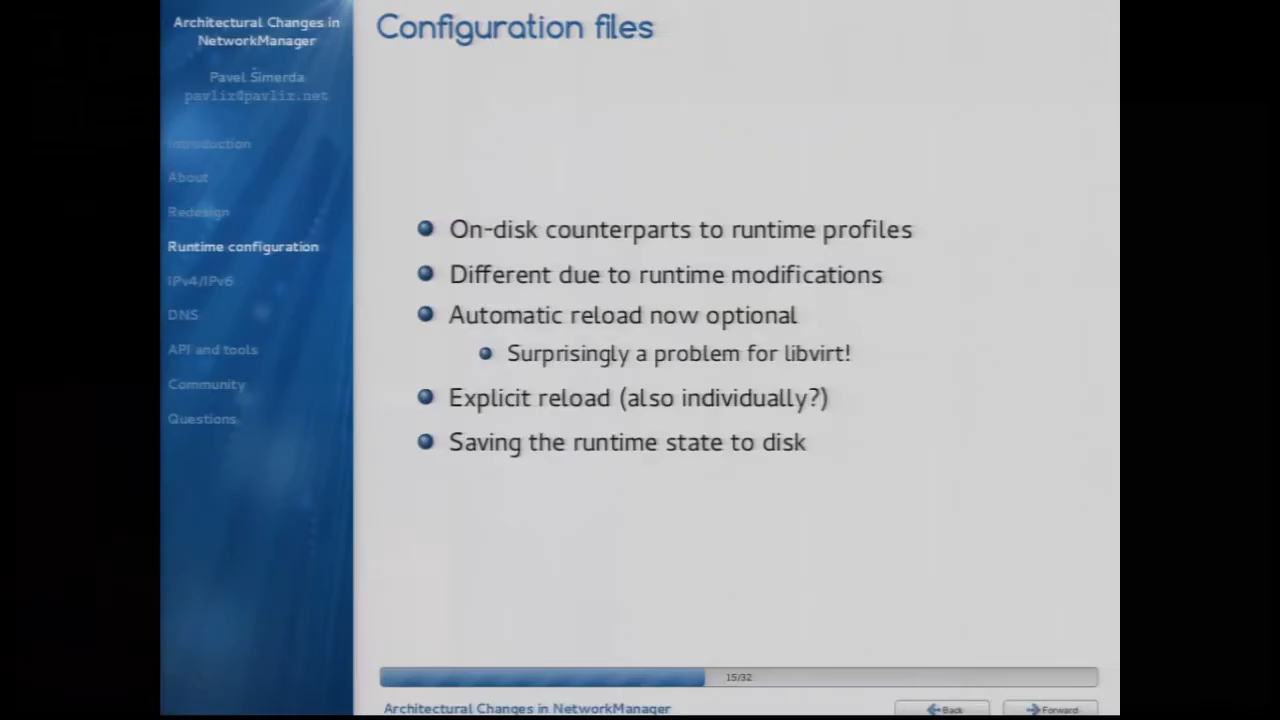 Architectural Changes in
NetworkManager
Pavel Šimerda
pavlix@pavlix.net
Introduction
About
Redesign
Runtime configuration
IPv4/IPv6
DNS
API and tools
Community
Questions
Configuration files
On-disk counterparts to runtime profiles
Different due to runtime modifications
Automatic reload now optional
Surprisingly a problem for libvirt!
Explicit reload (also individually?)
Saving the runtime state to disk
15/32
Architectural Changes in NetworkManager
Back
Forward